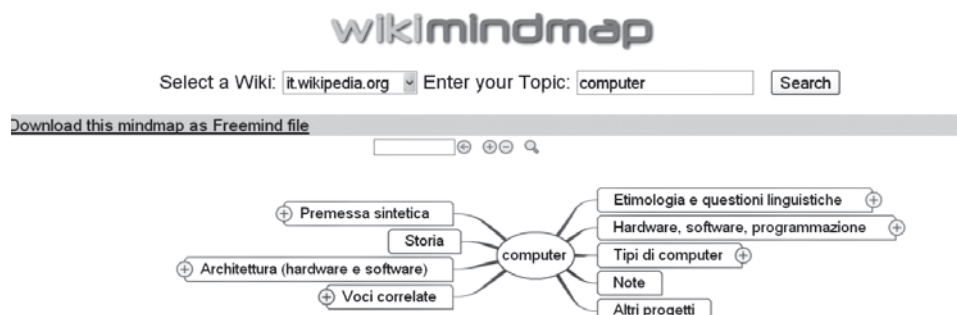 wikimindmap
Select a Wiki: it.wikipedia.org Enter your Topic: computer Search
Download this mindmap as Freemind file
Premessa sintetica
Storia
Architettura (hardware e software)
Voci correlate
computer
Etimologia e questioni linguistiche
Hardware, software, programmazione
Tipi di computer
Note
Altri progetti